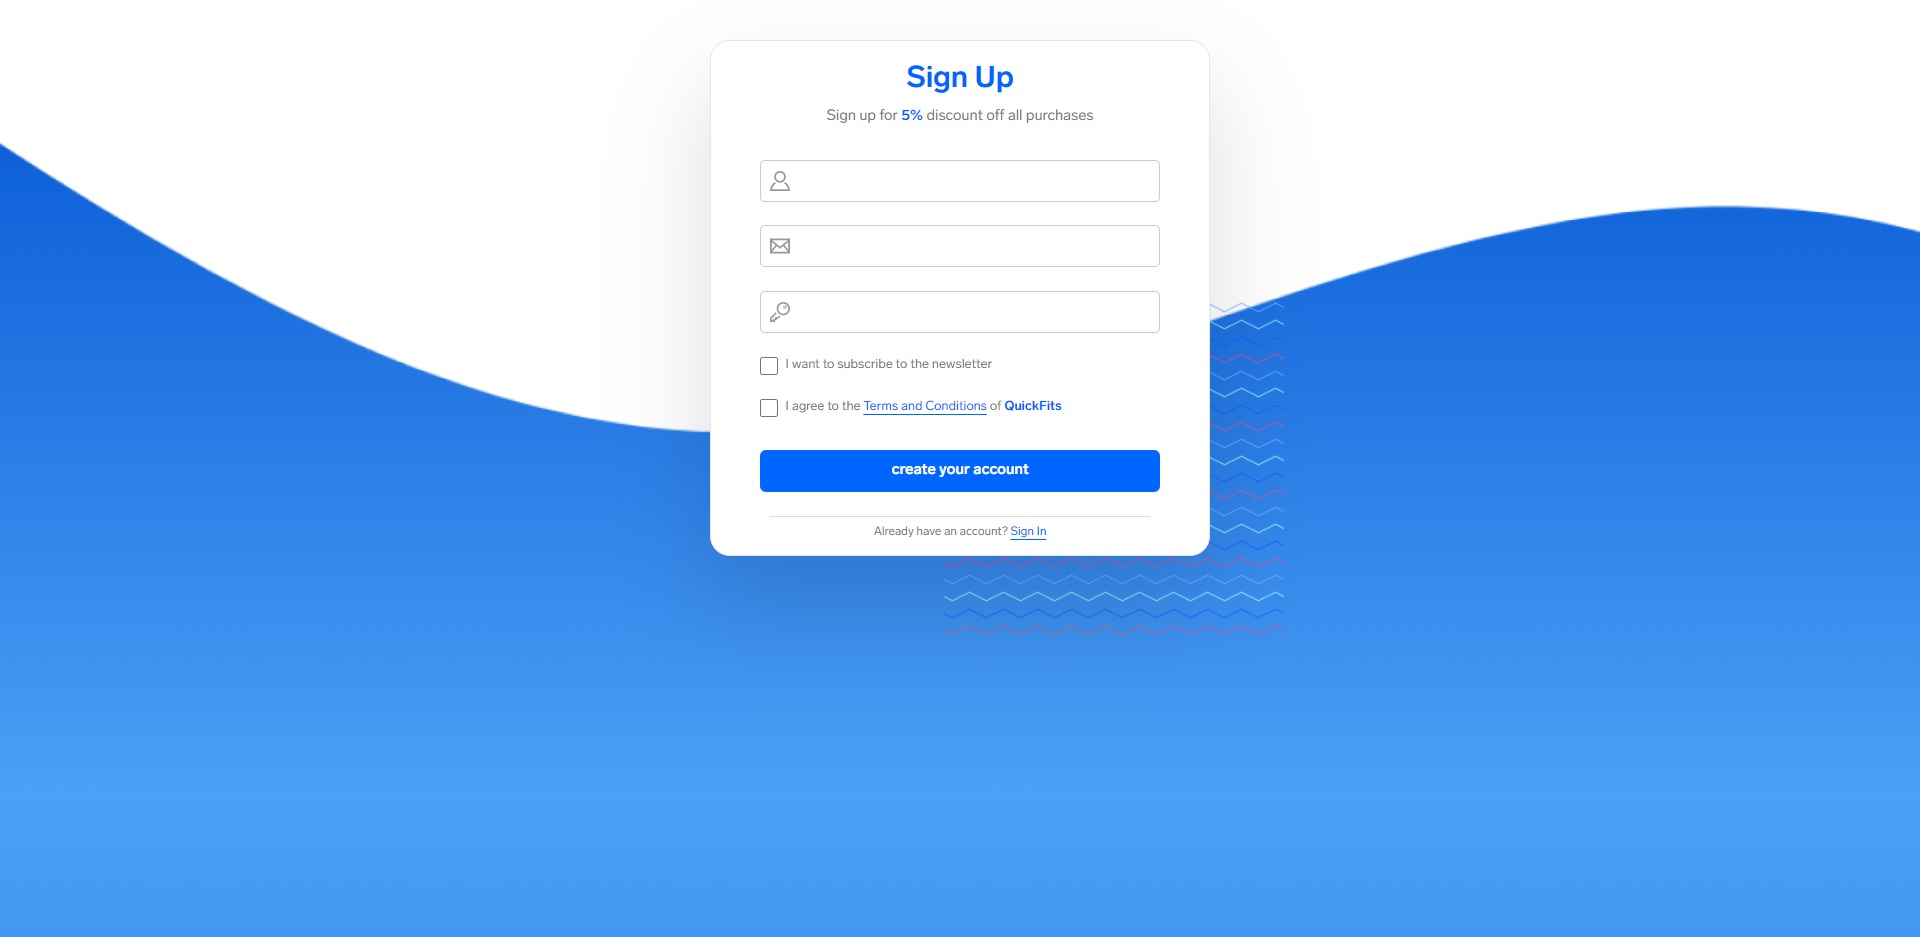 Sign Up
Sign up for 5% discount off all purchases
I want to subscribe to the newsletter
I agree to the Terms and Conditions of QuickFits
create your account
Already have an account? Sign In